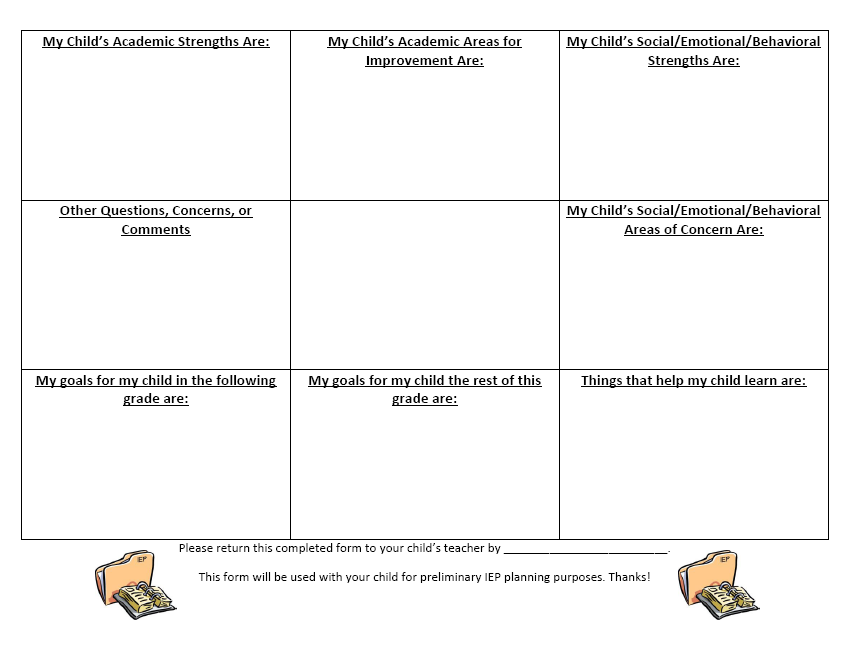 My Child's Academic Strengths Are:
My Child's Academic Areas for
Improvement Are:
My Child's Social/Emotional/Behavioral
Strengths Are:
Other Questions, Concerns, or
Comments
My Child's Social/Emotional/Behavioral
Areas of Concern Are:
My goals for my child in the following
grade are:
My goals for my child the rest of this
grade are:
Things that help my child learn are:
Please return this completed form to your child's teacher by _________________________.
This form will be used with your child for preliminary IEP planning purposes. Thanks!
IEP
IEP